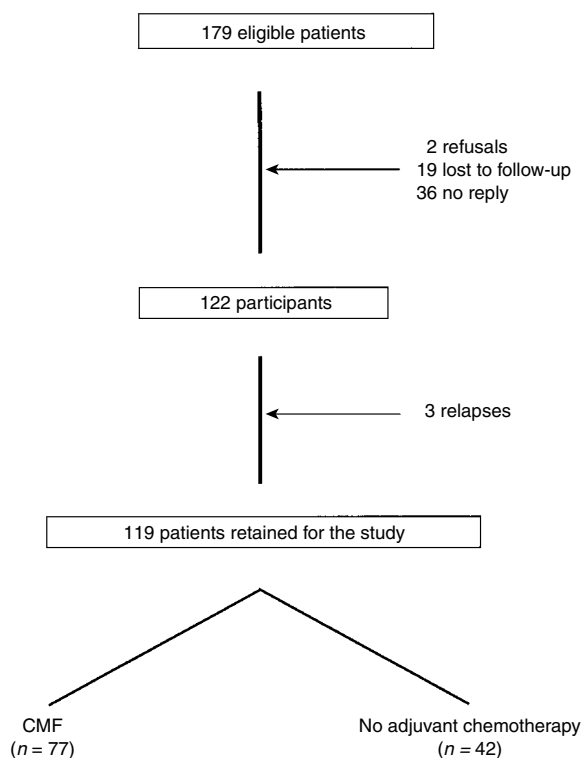 179 eligible patients
2 refusals
19 lost to follow-up
36 no reply
122 participants
3 relapses
119 patients retained for the study
CMF
(n = 77)
No adjuvant chemotherapy
(n = 42)